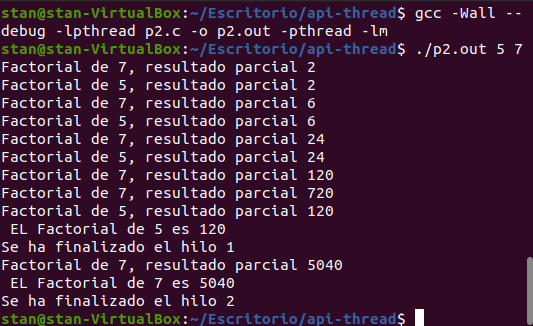 stan@stan-VirtualBox:~/Escritorio/api-thread$ gcc -Wall --
debug -lpthread p2.c -o p2.out -pthread -lm
stan@stan-VirtualBox:~/Escritorio/api-thread$ ./p2.out 5 7
Factorial de 7, resultado parcial 2
Factorial de 5, resultado parcial 2
Factorial de 7, resultado parcial 6
Factorial de 5, resultado parcial 6
Factorial de 7, resultado parcial 24
Factorial de 5, resultado parcial 24
Factorial de 7, resultado parcial 120
Factorial de 7, resultado parcial 720
Factorial de 5, resultado parcial 120
 EL Factorial de 5 es 120
Se ha finalizado el hilo 1
Factorial de 7, resultado parcial 5040
 EL Factorial de 7 es 5040
Se ha finalizado el hilo 2
stan@stan-VirtualBox:~/Escritorio/api-thread$